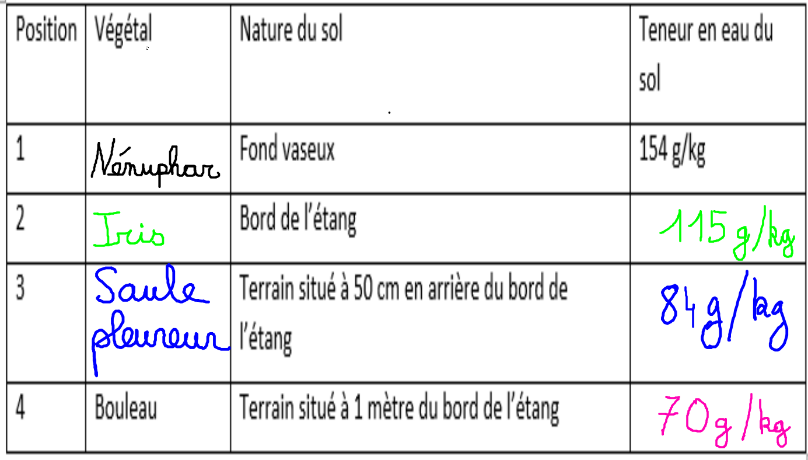 Position Végétal Nature du sol Teneur en eau du
sol
1 Nénuphar Fond vaseux 154 g/kg
2 Iris Bord de l'étang 115 g/kg
3 Saule Terrain situé à 50 cm en arrière du bord de 84 g/kg
pleureur l'étang
4 Bouleau Terrain situé à 1 mètre du bord de l'étang 70 g/kg